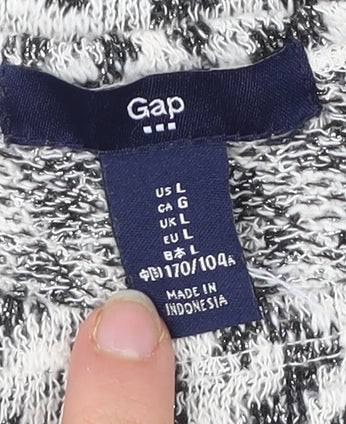 Gap
US L
CA G
UK L
EU L
日本 L
中国 170/104A
MADE IN
INDONESIA